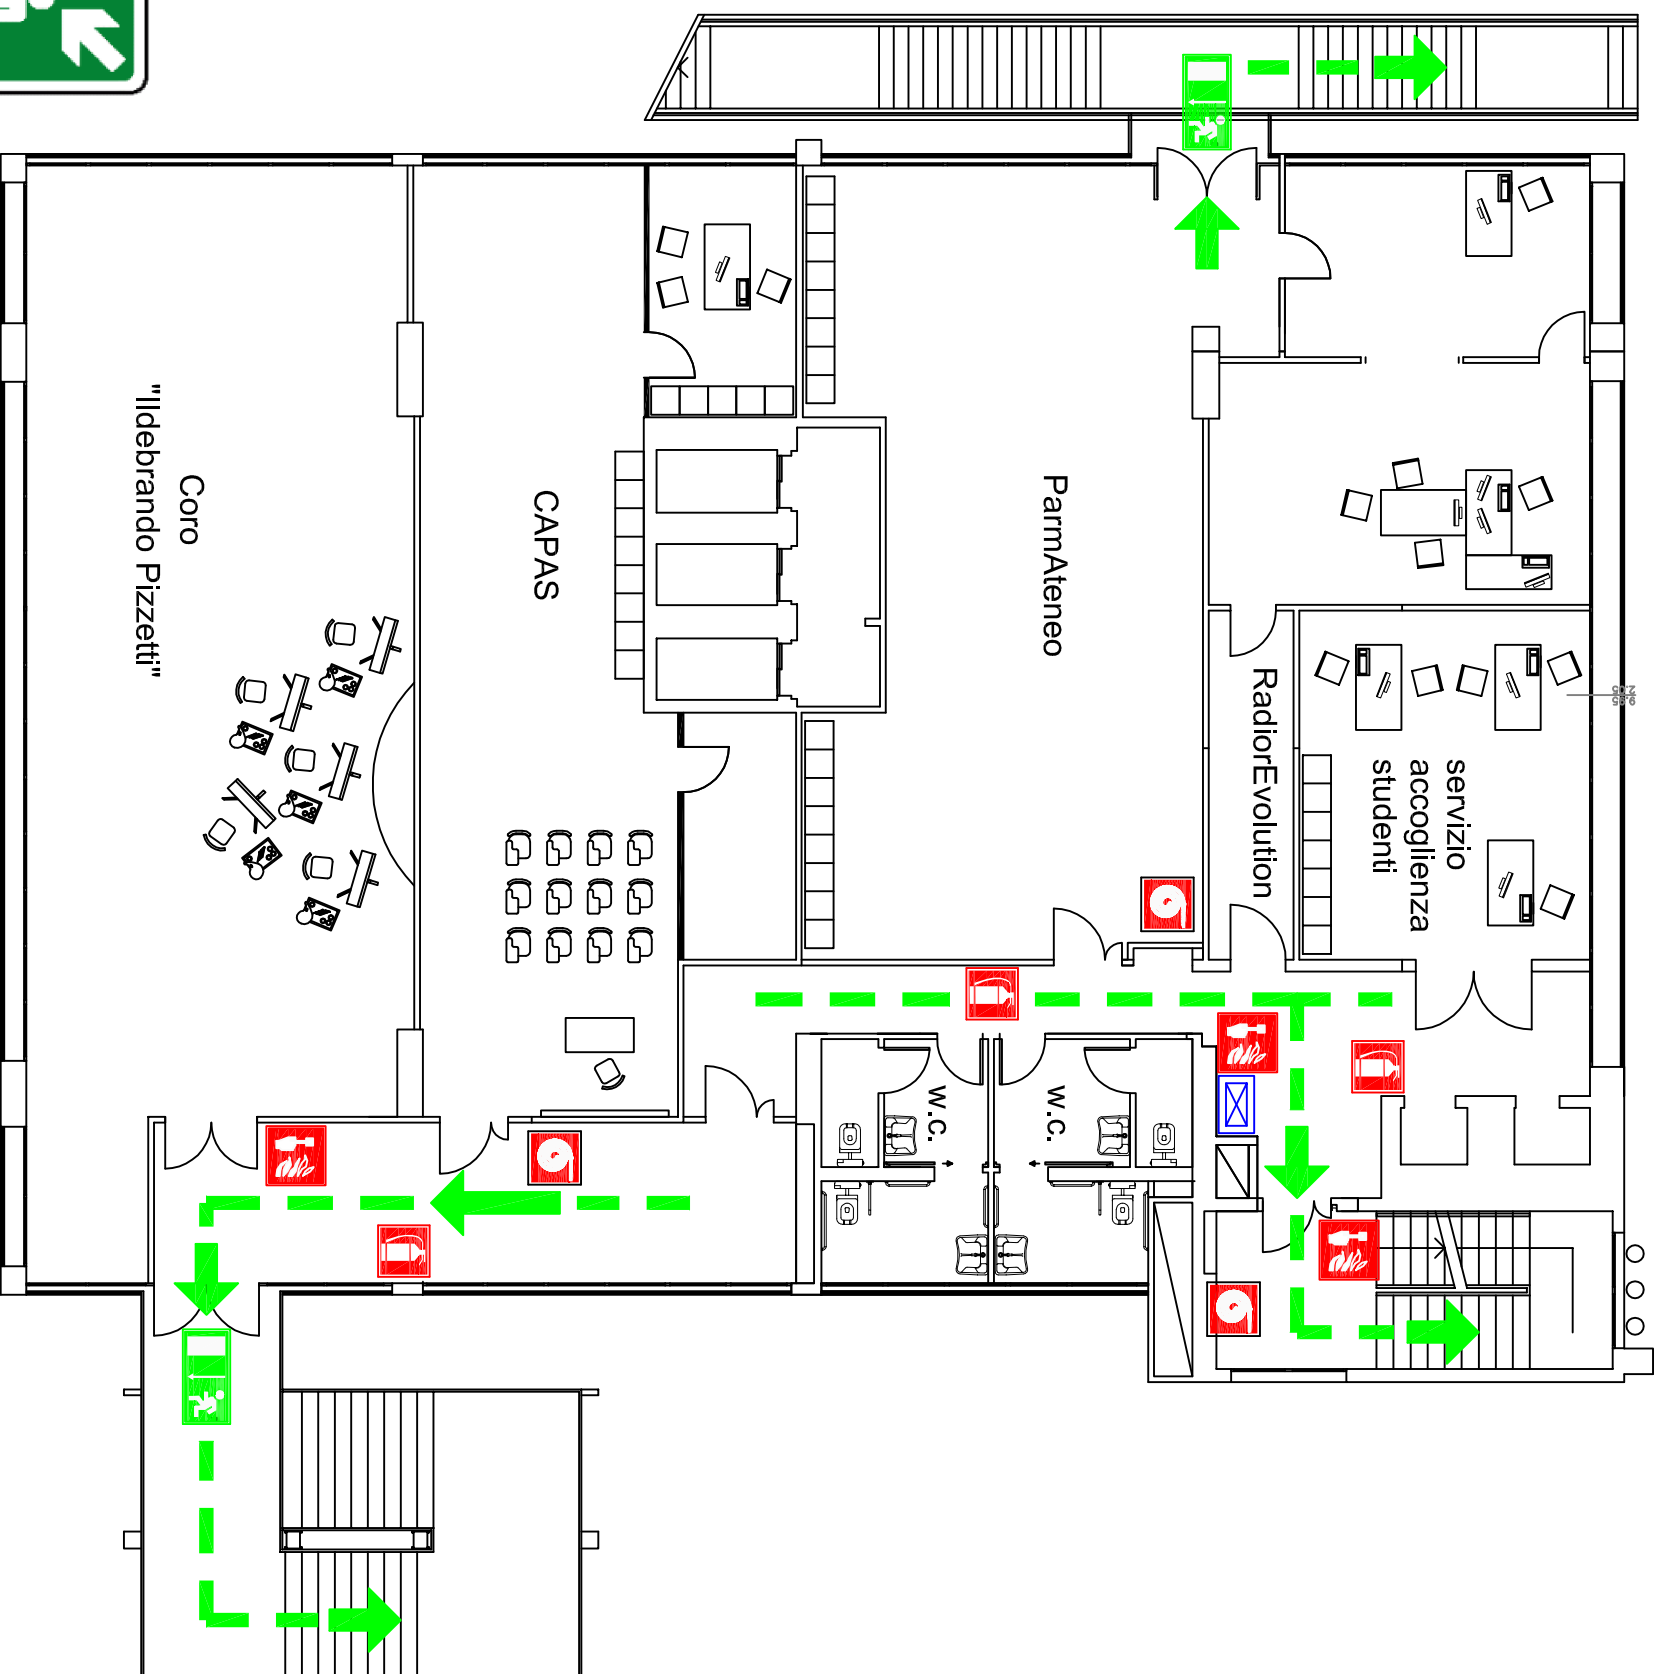 Coro
"Ildebrando Pizzetti"
CAPAS
ParmAteneo
RadiorEvolution
servizio
accoglienza
studenti
w.c.
w.c.